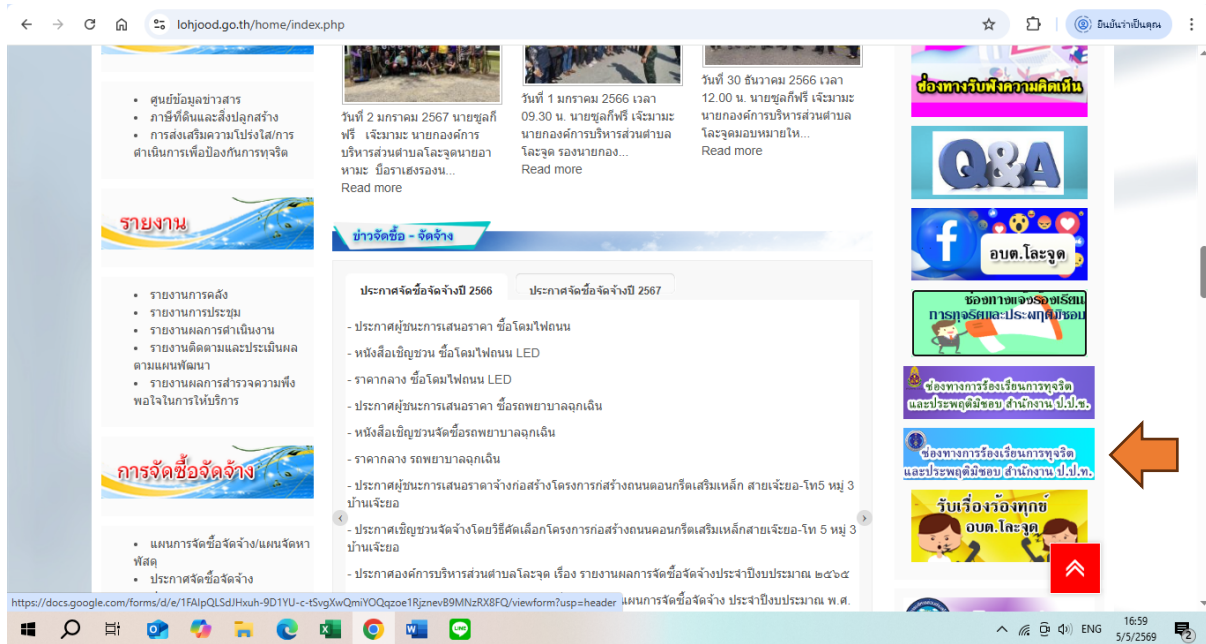 lohjood.go.th/home/index.php
ยืนยันว่าเป็นคุณ
ศูนย์ข้อมูลข่าวสาร
ภาษีที่ดินและสิ่งปลูกสร้าง
การส่งเสริมความโปร่งใส/การ
ดำเนินการเพื่อป้องกันการทุจริต
รายงาน
รายงานการคลัง
รายงานการประชุม
รายงานผลการดำเนินงาน
รายงานติดตามและประเมินผล
ตามแผนพัฒนา
รายงานผลการสำรวจความพึง
พอใจในการให้บริการ
การจัดซื้อจัดจ้าง
แผนการจัดซื้อจัดจ้าง/แผนจัดหา
พัสดุ
ประกาศจัดซื้อจัดจ้าง
วันที่ 2 มกราคม 2567 นายซูลกี
ฟรี เจ๊ะมามะ นายกองค์การ
บริหารส่วนตำบลโละจูดนายอา
หามะ บือราเฮงรองน...
Read more
วันที่ 1 มกราคม 2566 เวลา
09.30 น. นายซูลกีฟรี เจ๊ะมามะ
นายกองค์การบริหารส่วนตำบล
โละจูด รองนายกอง...
Read more
วันที่ 30 ธันวาคม 2566 เวลา
12.00 น. นายซูลกีฟรี เจ๊ะมามะ
นายกองค์การบริหารส่วนตำบล
โละจูดมอบหมายให...
Read more
ข่าวจัดซื้อ - จัดจ้าง
ประกาศจัดซื้อจัดจ้างปี 2566
ประกาศจัดซื้อจัดจ้างปี 2567
- ประกาศผู้ชนะการเสนอราคา ซื้อโดมไฟถนน
- หนังสือเชิญชวน ซื้อโดมไฟถนน LED
- ราคากลาง ซื้อโดมไฟถนน LED
- ประกาศผู้ชนะการเสนอราคา ซื้อรถพยาบาลฉุกเฉิน
- หนังสือเชิญชวนจัดซื้อรถพยาบาลฉุกเฉิน
- ราคากลาง รถพยาบาลฉุกเฉิน
- ประกาศผู้ชนะการเสนอราคาจ้างก่อสร้างโครงการก่สร้างถนนคอนกรีตเสริมเหล็ก สายเจ๊ะยอ-โท5 หมู่ 3
บ้านเจ๊ะยอ
- ประกาศเชิญชวนจัดจ้างโดยวิธีคัดเลือกโครงการก่อสร้างถนนคอนกรีตเสริมเหล็กสายเจ๊ะยอ-โท 5 หมู่ 3
บ้านเจ๊ะยอ
- ประกาศองค์การบริหารส่วนตำบลโละจูด เรื่อง รายงานผลการจัดซื้อจัดจ้างประจำปีงบประมาณ ๒๕๖๕
แผนการจัดซื้อจัดจ้าง ประจำปีงบประมาณ พ.ศ.
ช่องทางรับฟังความคิดเห็น
Q&A
อบต.โละจูด
ช่องทางแจ้งร้องเรียน
การทุจริตและประพฤติมิชอบ
ช่องทางการร้องเรียนการทุจริต
และประพฤติมิชอบ สำนักงาน ป.ป.ช.
ช่องทางการร้องเรียนการทุจริต
และประพฤติมิชอบ สำนักงาน ป.ป.ท.
รับเรื่องร้องทุกข์
อบต.โละจูด
https://docs.google.com/forms/d/e/1FAIpQLSdJHxuh-9D1YU-c-tSvgXwQmiYOQqzoe1RjznevB9MNzRX8FQ/viewform?usp=header
ENG
16:59
5/5/2569
2